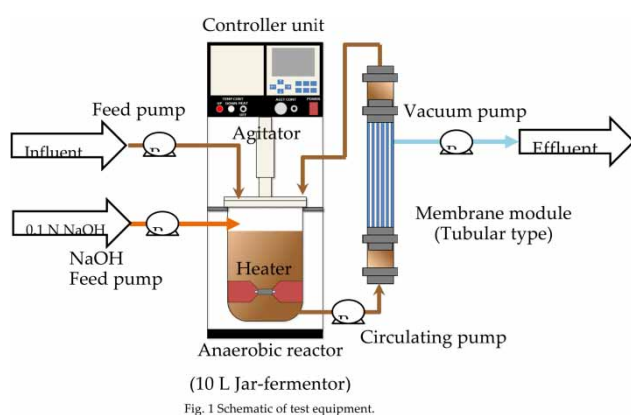 Controller unit
Feed pump
Agitator
Vacuum pump
Influent
Effluent
0.1 N NaOH
NaOH
Feed pump
Heater
Membrane module
(Tubular type)
Circulating pump
Anaerobic reactor
(10 L Jar-fermentor)
Fig. 1 Schematic of test equipment.